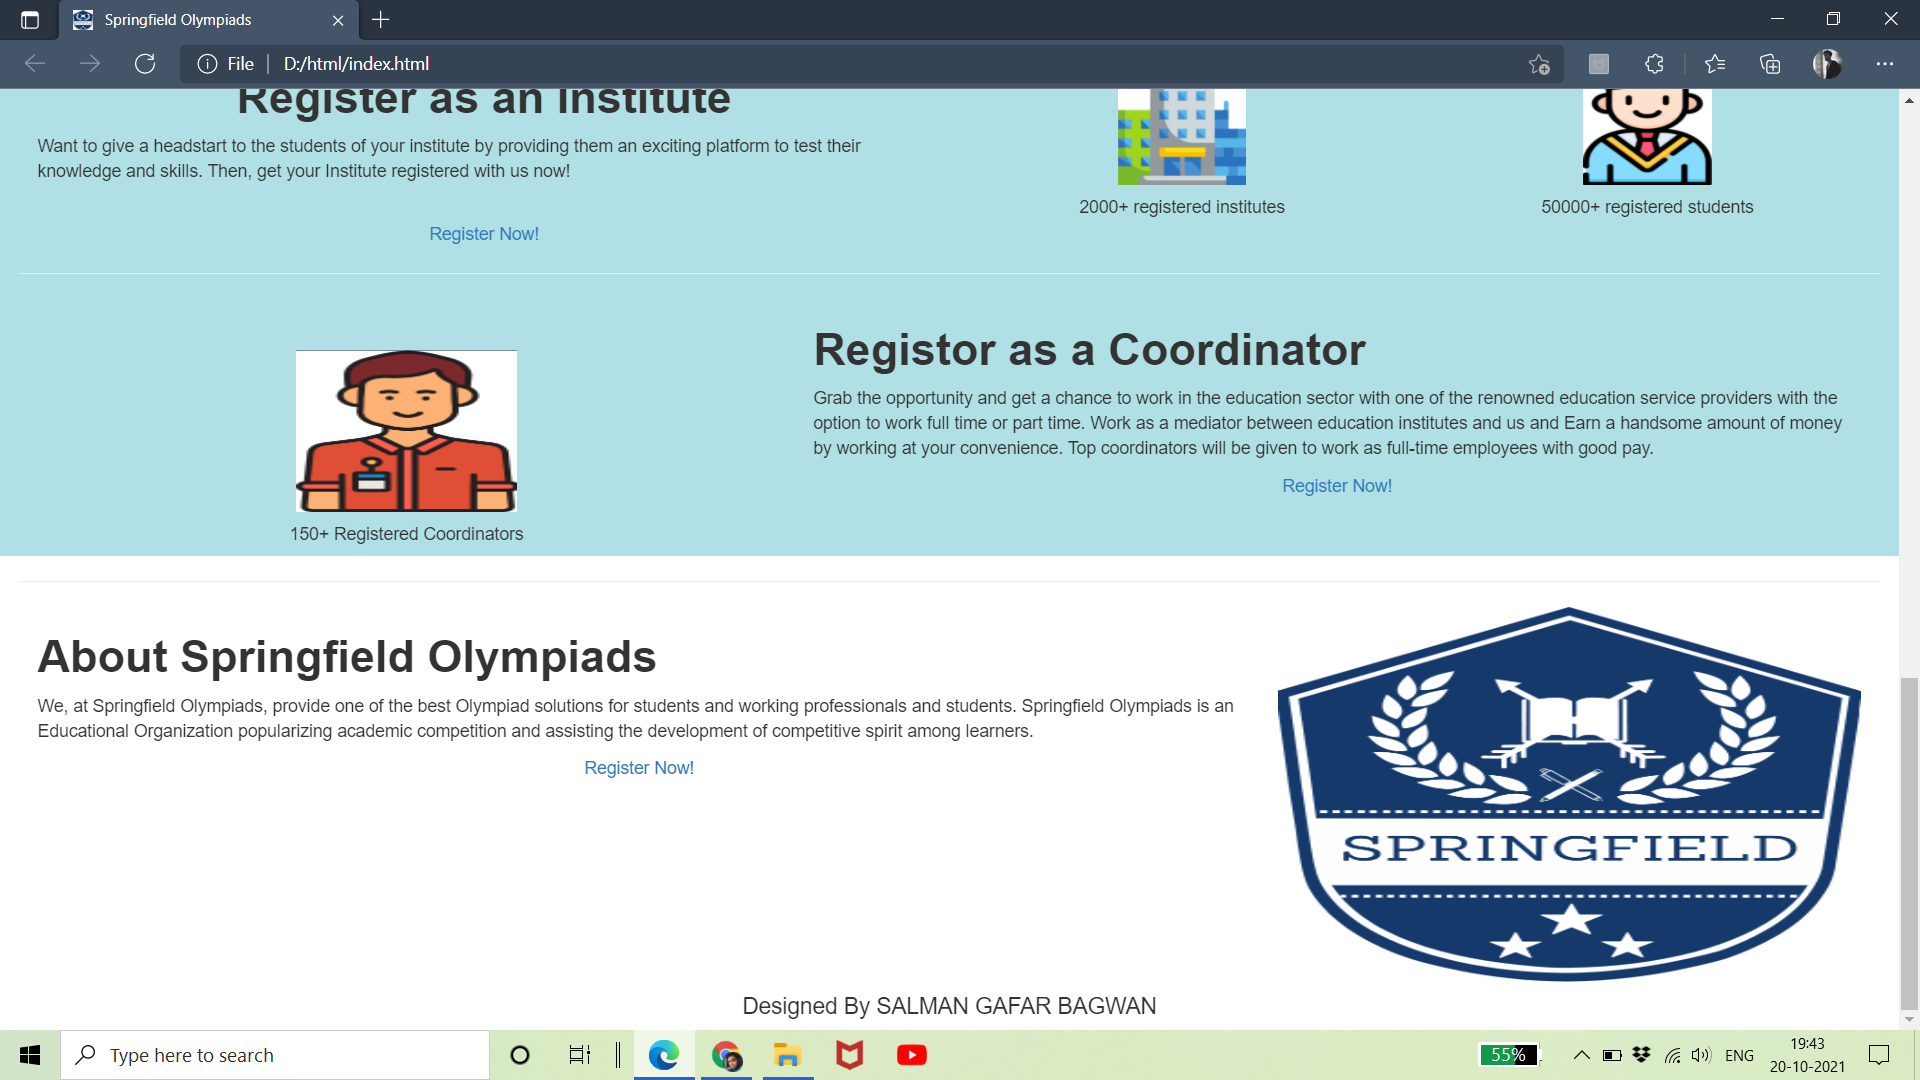 Springfield Olympiads
File
D:/html/index.html
Register as an Institute
Want to give a headstart to the students of your institute by providing them an exciting platform to test their
knowledge and skills. Then, get your Institute registered with us now!
Register Now!
2000+ registered institutes
50000+ registered students
150+ Registered Coordinators
Registor as a Coordinator
Grab the opportunity and get a chance to work in the education sector with one of the renowned education service providers with the
option to work full time or part time. Work as a mediator between education institutes and us and Earn a handsome amount of money
by working at your convenience. Top coordinators will be given to work as full-time employees with good pay.
Register Now!
About Springfield Olympiads
We, at Springfield Olympiads, provide one of the best Olympiad solutions for students and working professionals and students. Springfield Olympiads is an
Educational Organization popularizing academic competition and assisting the development of competitive spirit among learners.
Register Now!
SPRINGFIELD
Designed By SALMAN GAFAR BAGWAN
Type here to search
55%
ENG
19:43
20-10-2021